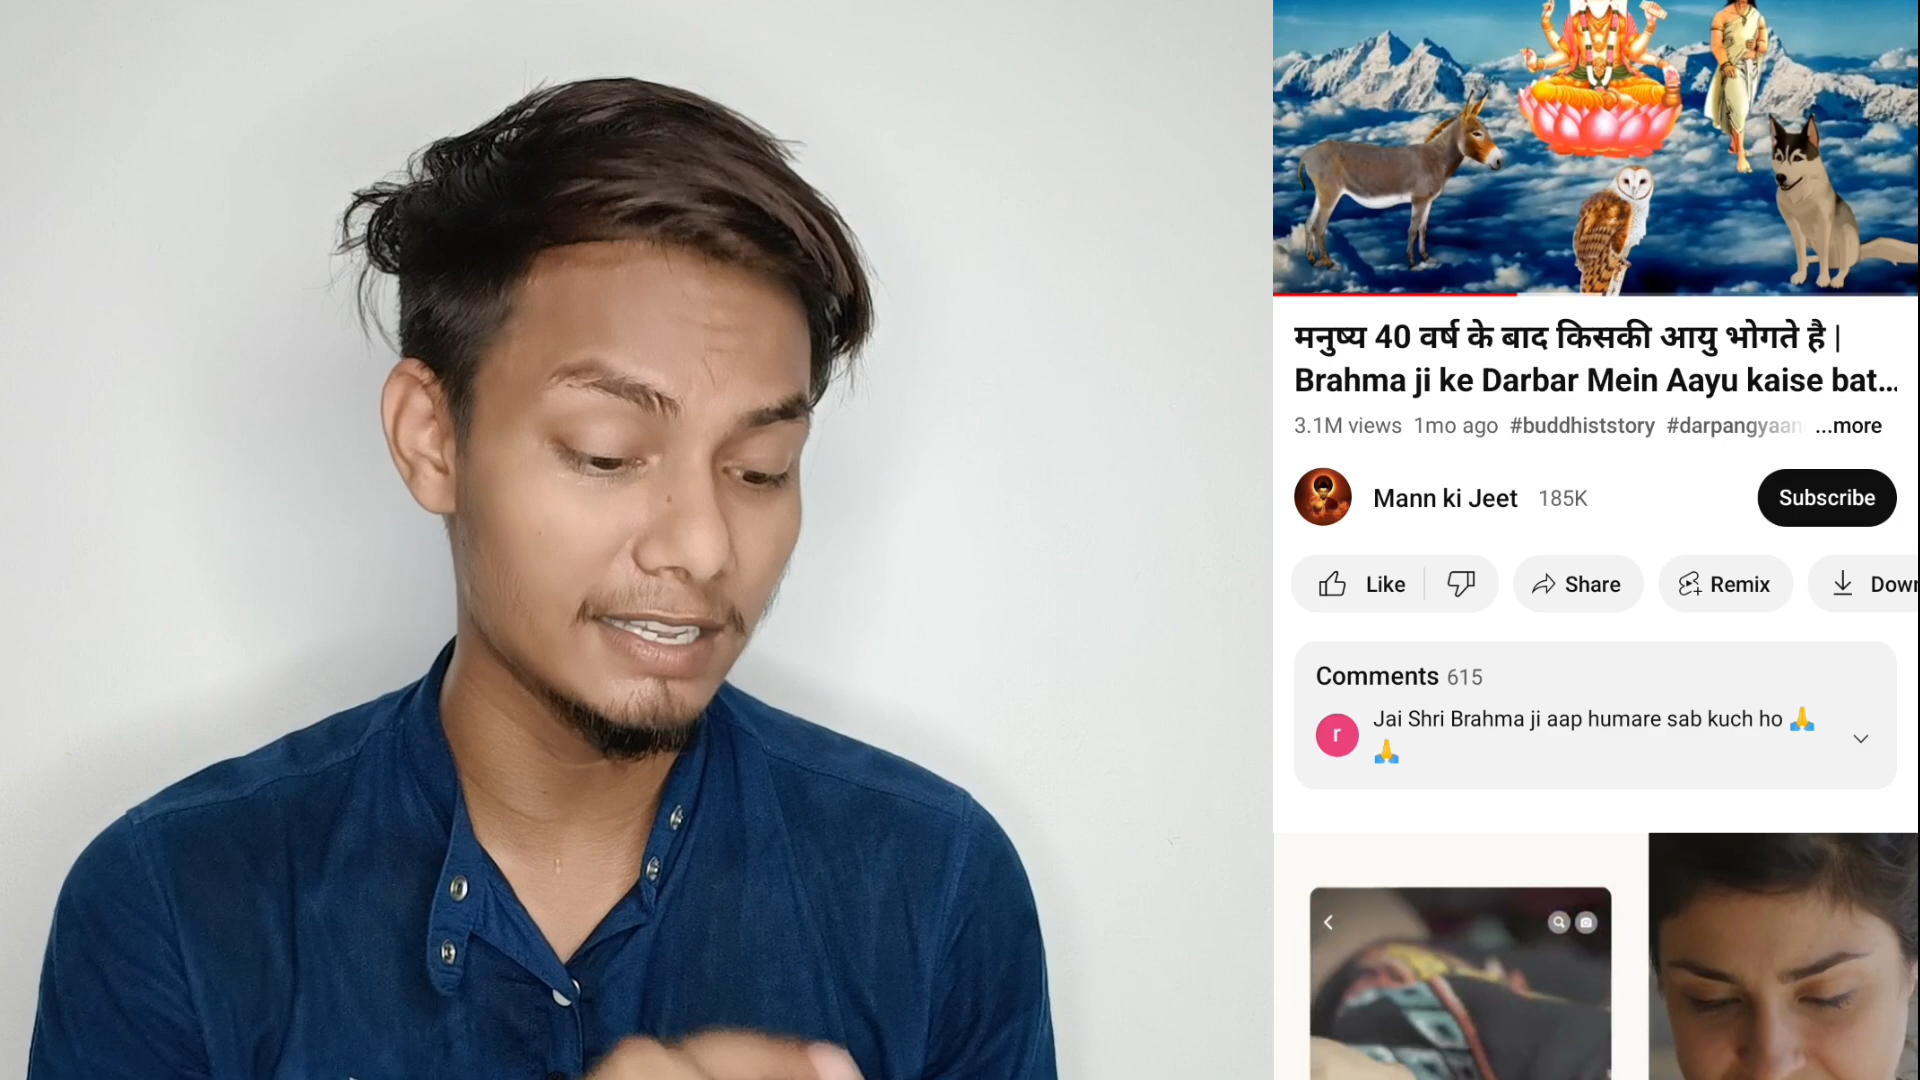 मनुष्य 40 वर्ष के बाद किसकी आयु भोगते है |
Brahma ji ke Darbar Mein Aayu kaise bat...
3.1M views 1mo ago #buddhiststory #darpangyaan ...more
Mann ki Jeet 185K
Subscribe
Like
Share
Remix
Down
Comments 615
r
Jai Shri Brahma ji aap humare sab kuch ho 🙏
🙏